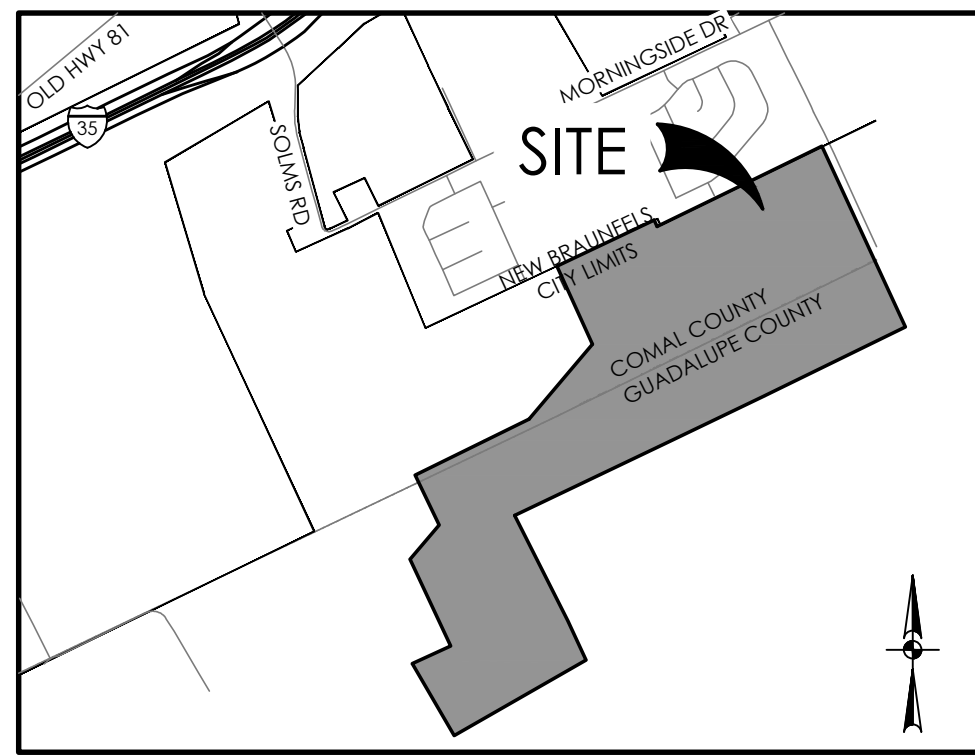 OLD HWY 81
35
SOLMS RD
MORNINGSIDE DR
SITE
NEW BRAUNFELS
CITY LIMITS
COMAL COUNTY
GUADALUPE COUNTY